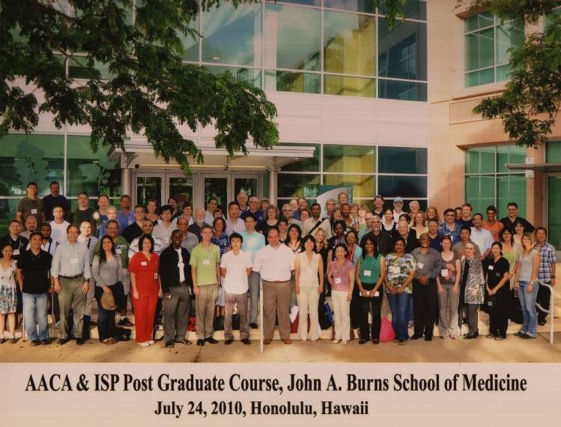 AACA & ISP Post Graduate Course, John A. Burns School of Medicine
July 24, 2010, Honolulu, Hawaii